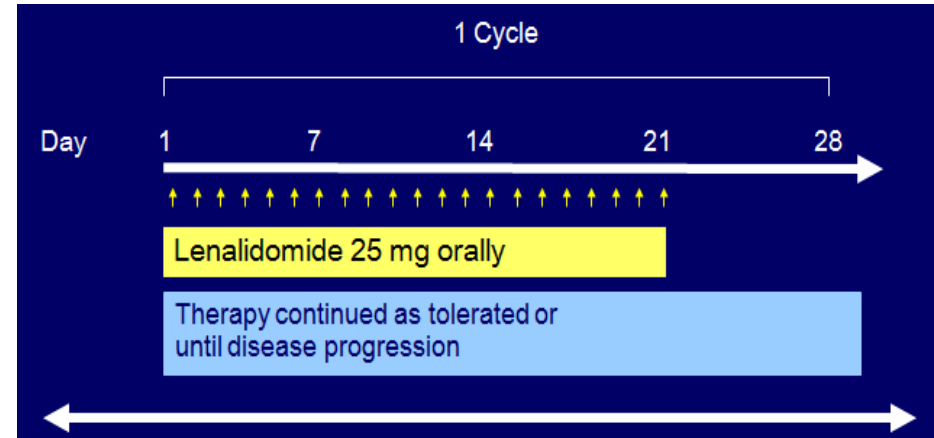 1 Cycle
Day 1 7 14 21 28
Lenalidomide 25 mg orally
Therapy continued as tolerated or
until disease progression